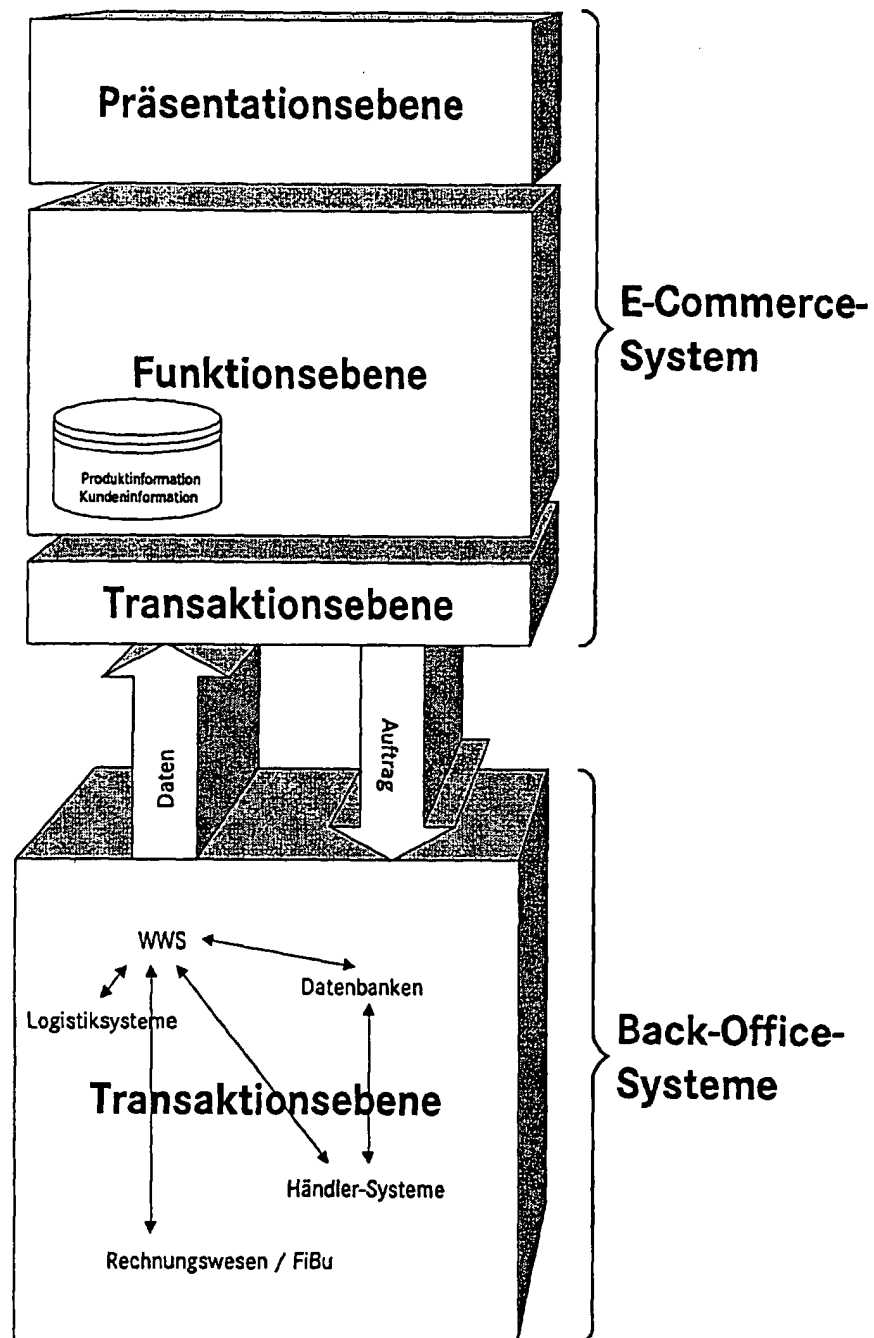 Präsentationsebene
Funktionsebene
Produktinformation
Kundeninformation
Transaktionsebene
E-Commerce-
System
Daten
Auftrag
WWS
Datenbanken
Logistiksysteme
Transaktionsebene
Händler-Systeme
Rechnungswesen / FiBu
Back-Office-
Systeme